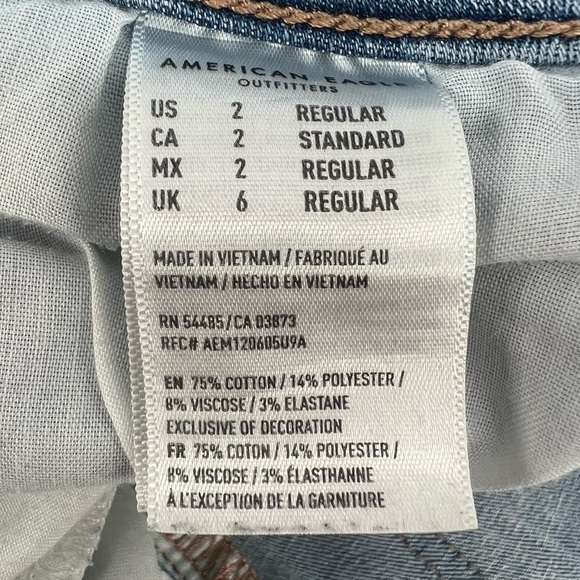 AMERICAN EAGLE
OUTFITTERS
US 2 REGULAR
CA 2 STANDARD
MX 2 REGULAR
UK 6 REGULAR
MADE IN VIETNAM / FABRIQUÉ AU
VIETNAM / HECHO EN VIETNAM
RN 54485 / CA 03873
RFC# AEM120605U9A
EN 75% COTTON / 14% POLYESTER /
8% VISCOSE / 3% ELASTANE
EXCLUSIVE OF DECORATION
FR 75% COTON / 14% POLYESTER /
8% VISCOSE / 3% ÉLASTHANNE
À L'EXCEPTION DE LA GARNITURE